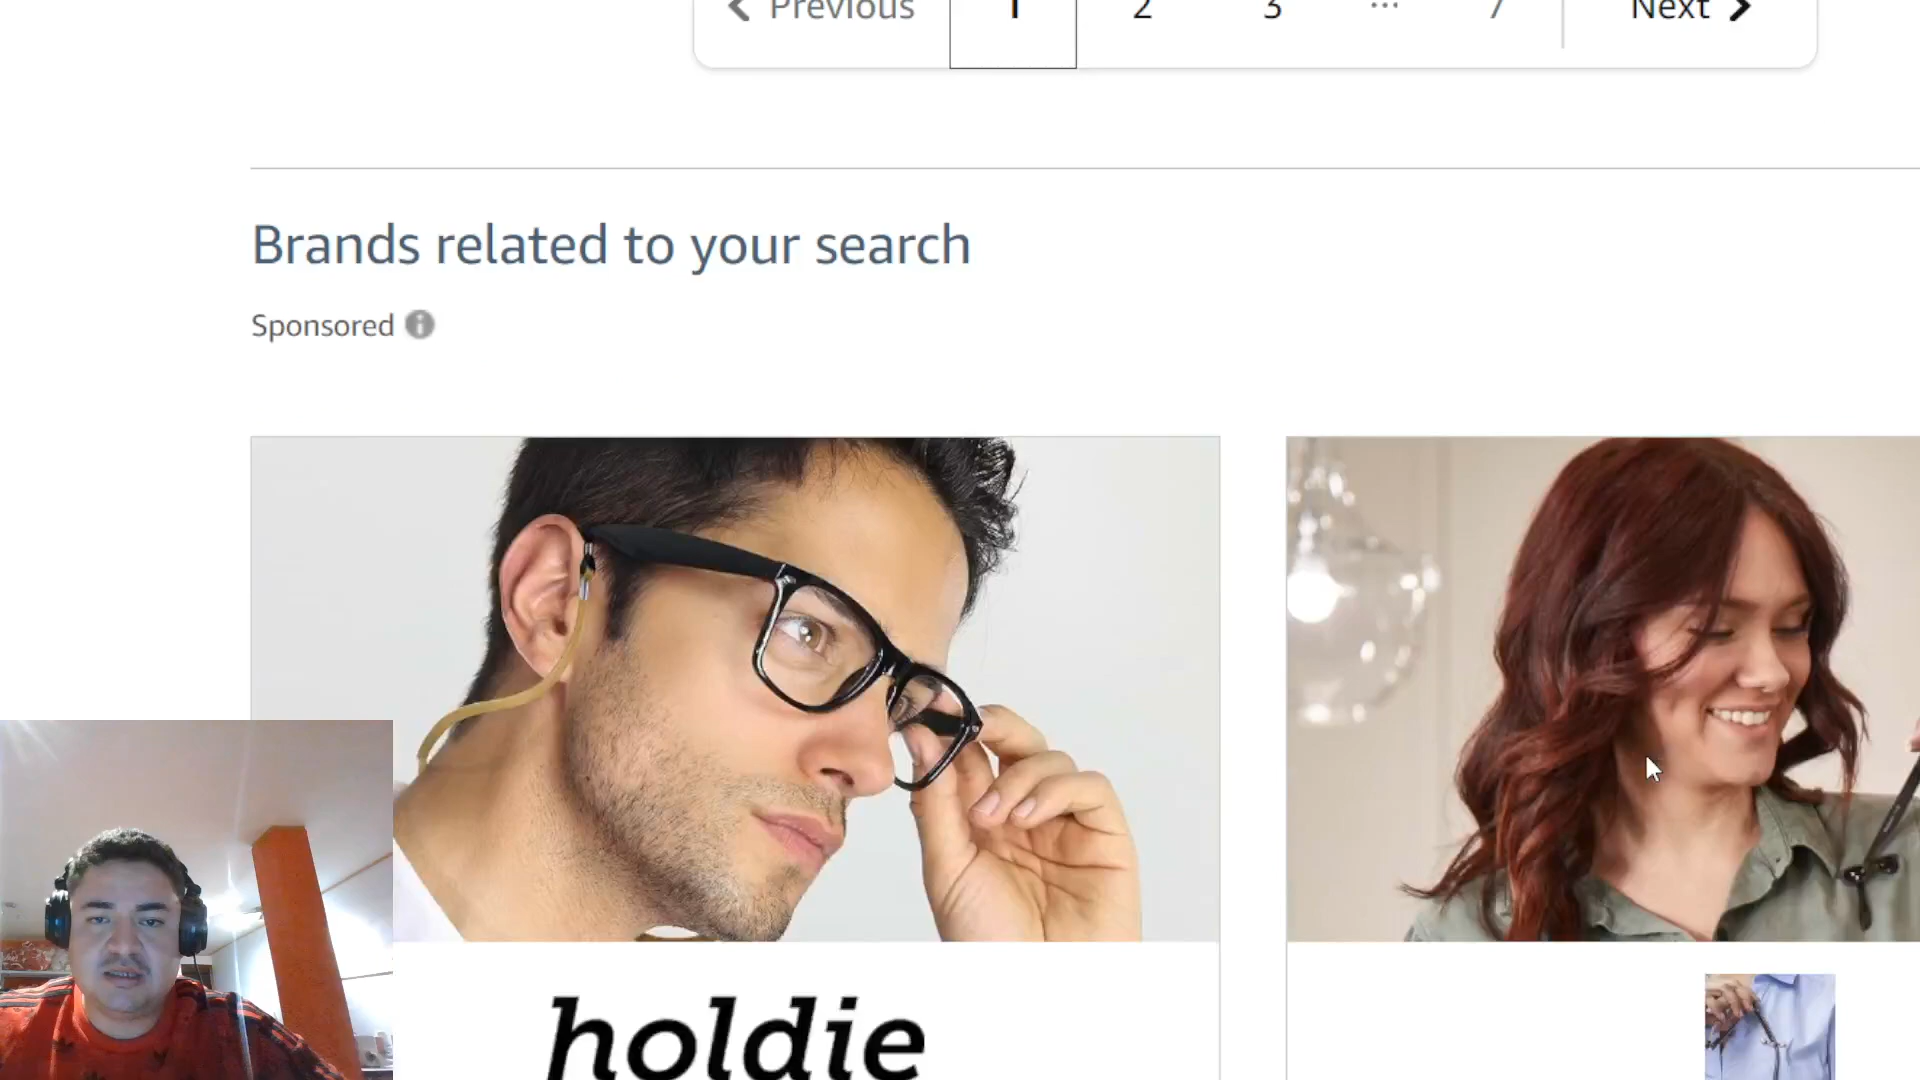 Previous 1 2 3 ... 7 Next
Brands related to your search
Sponsored
holdie